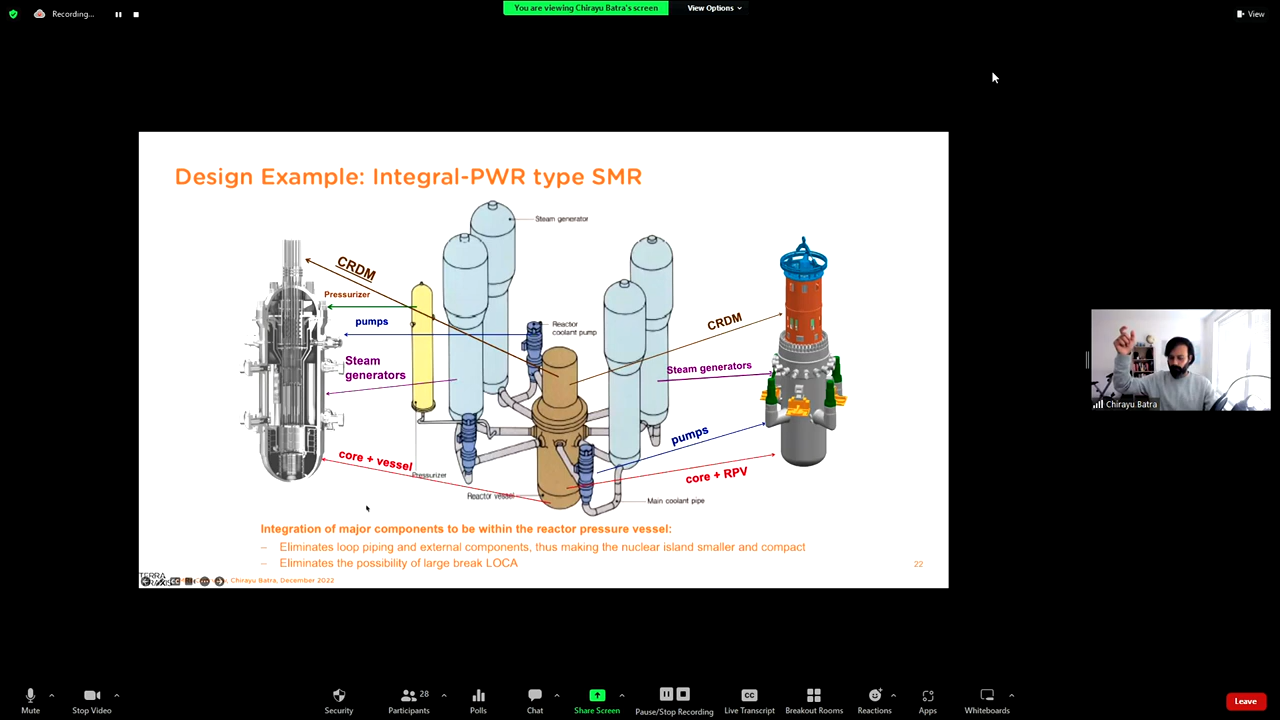 Recording...
You are viewing Chirayu Batra's screen
View Options
View
Design Example: Integral-PWR type SMR
Steam generator
CRDM
Pressurizer
pumps
Steam
generators
core + vessel
Pressurizer
Reactor vessel
Reactor
coolant pump
CRDM
Steam generators
pumps
core + RPV
Main coolant pipe
Integration of major components to be within the reactor pressure vessel:
– Eliminates loop piping and external components, thus making the nuclear island smaller and compact
– Eliminates the possibility of large break LOCA
22
TERRA
Chirayu Batra, December 2022
Chirayu Batra
Mute
Stop Video
Security
28
Participants
Polls
Chat
Share Screen
Pause/Stop Recording
CC
Live Transcript
Breakout Rooms
Reactions
Apps
Whiteboards
Leave